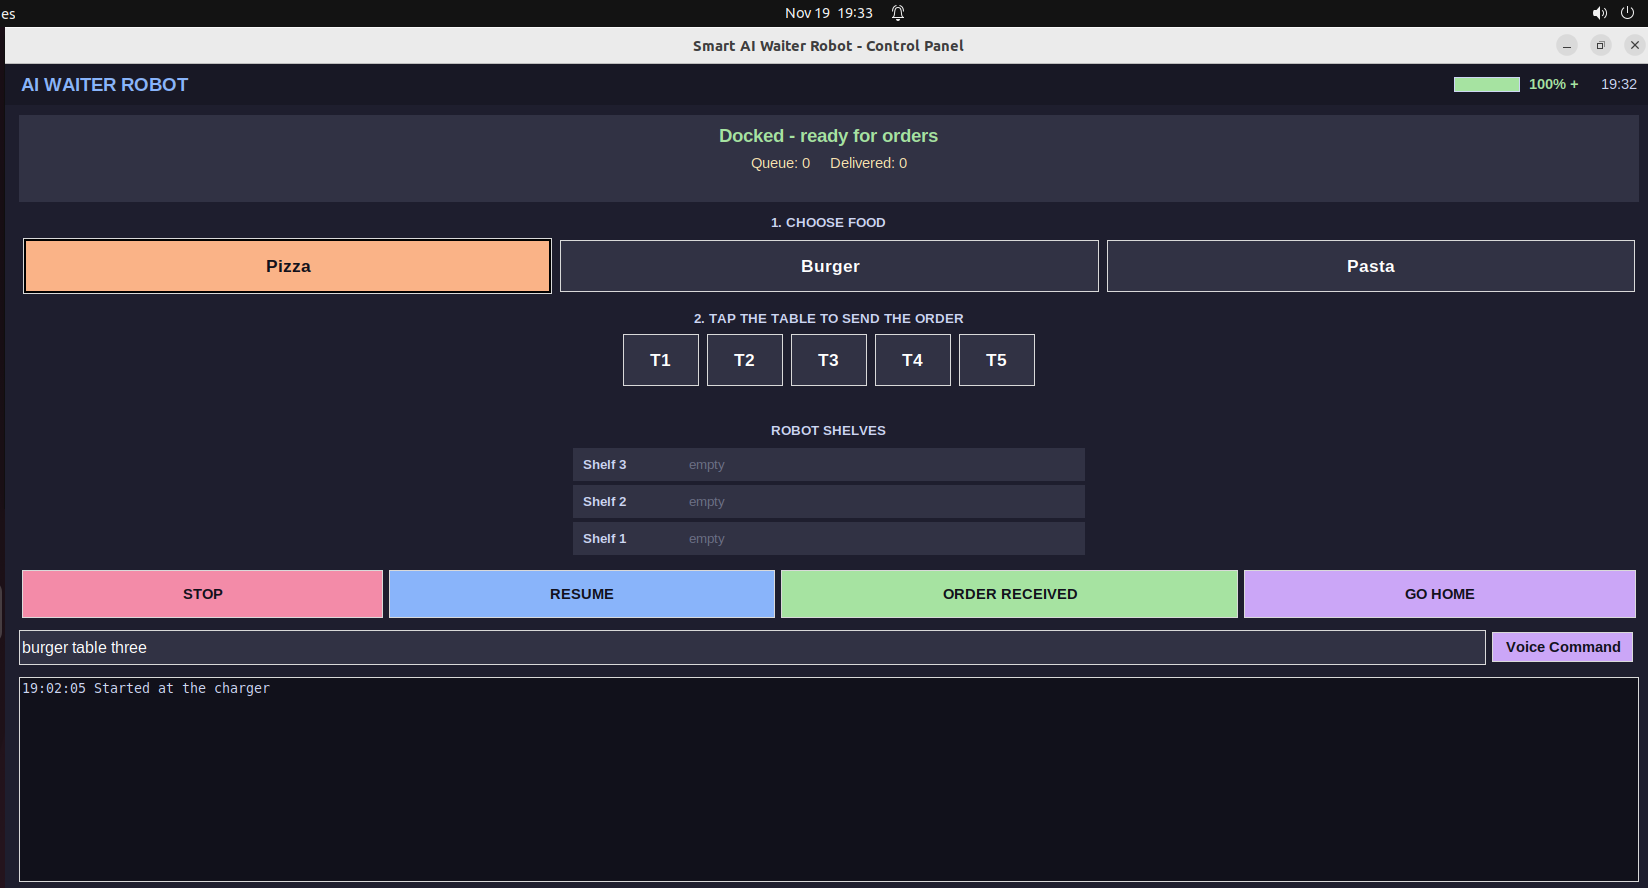 es
Nov 19 19:33
Smart AI Waiter Robot - Control Panel
AI WAITER ROBOT
100% +
19:32
Docked - ready for orders
Queue: 0 Delivered: 0
1. CHOOSE FOOD
Pizza
Burger
Pasta
2. TAP THE TABLE TO SEND THE ORDER
T1
T2
T3
T4
T5
ROBOT SHELVES
Shelf 3 empty
Shelf 2 empty
Shelf 1 empty
STOP
RESUME
ORDER RECEIVED
GO HOME
burger table three
Voice Command
19:02:05 Started at the charger